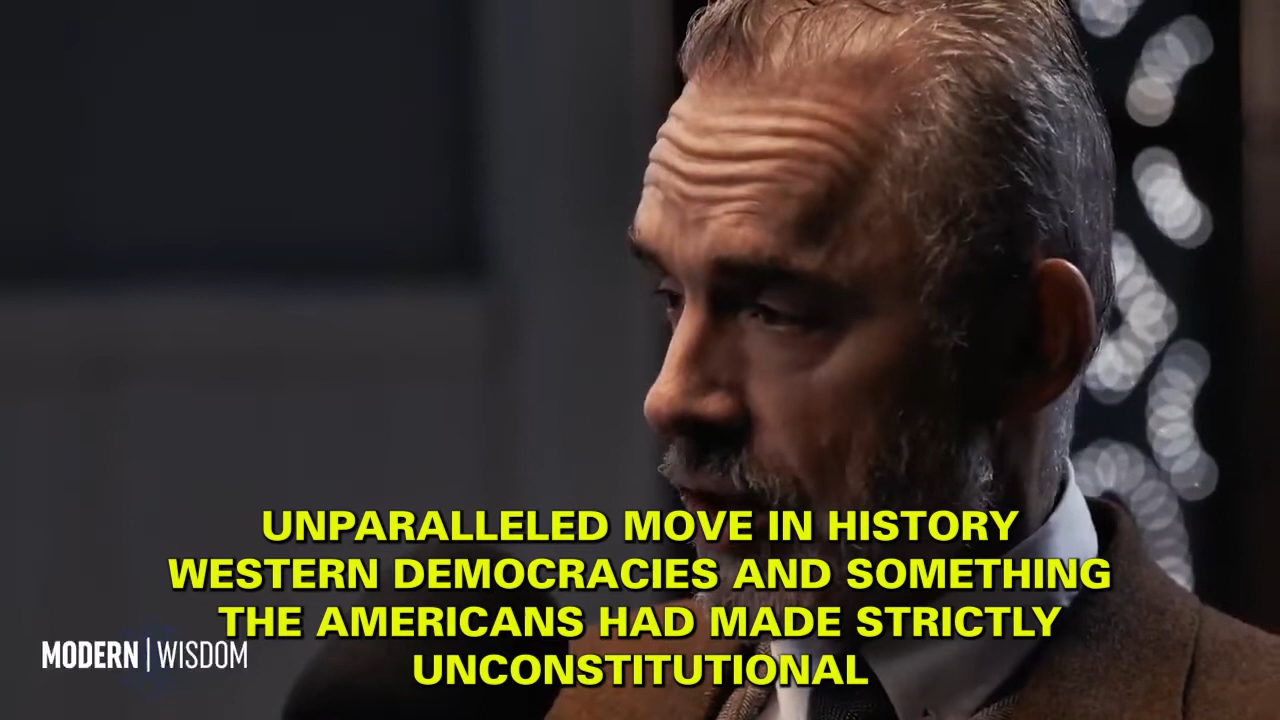 UNPARALLELED MOVE IN HISTORY
WESTERN DEMOCRACIES AND SOMETHING
THE AMERICANS HAD MADE STRICTLY
UNCONSTITUTIONAL
MODERN|WISDOM